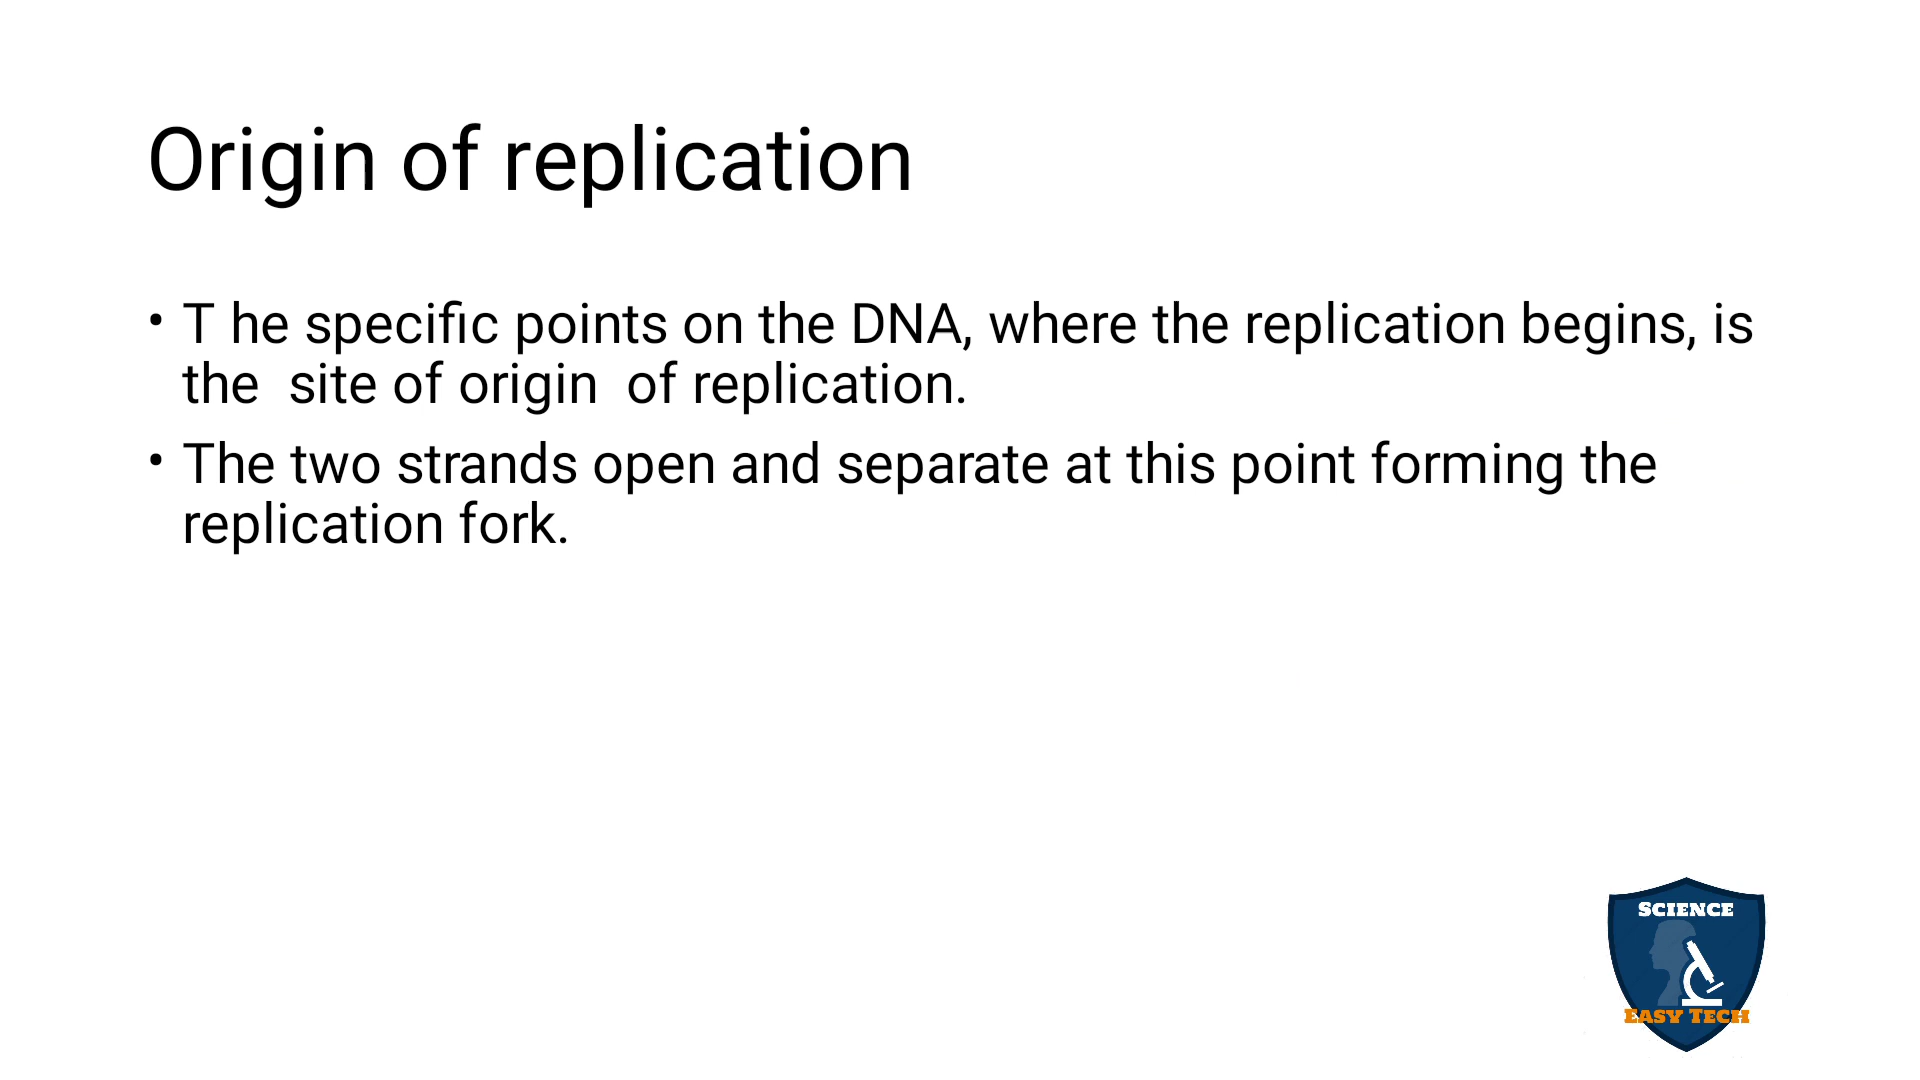 Origin of replication
• T he specific points on the DNA, where the replication begins, is
the  site of origin  of replication.
• The two strands open and separate at this point forming the
replication fork.
SCIENCE
EASY TECH